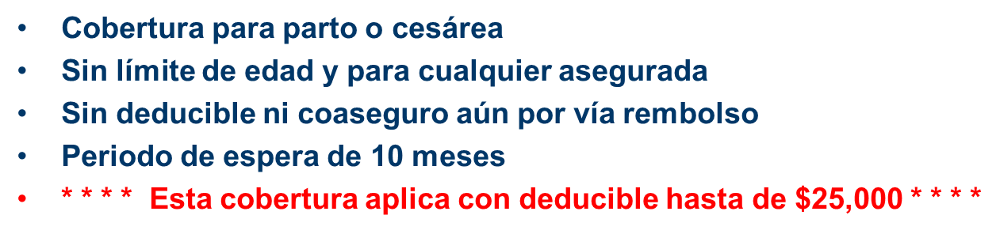 • Cobertura para parto o cesárea
• Sin límite de edad y para cualquier asegurada
• Sin deducible ni coaseguro aún por vía rembolso
• Periodo de espera de 10 meses
• * * * * Esta cobertura aplica con deducible hasta de $25,000 * * * *